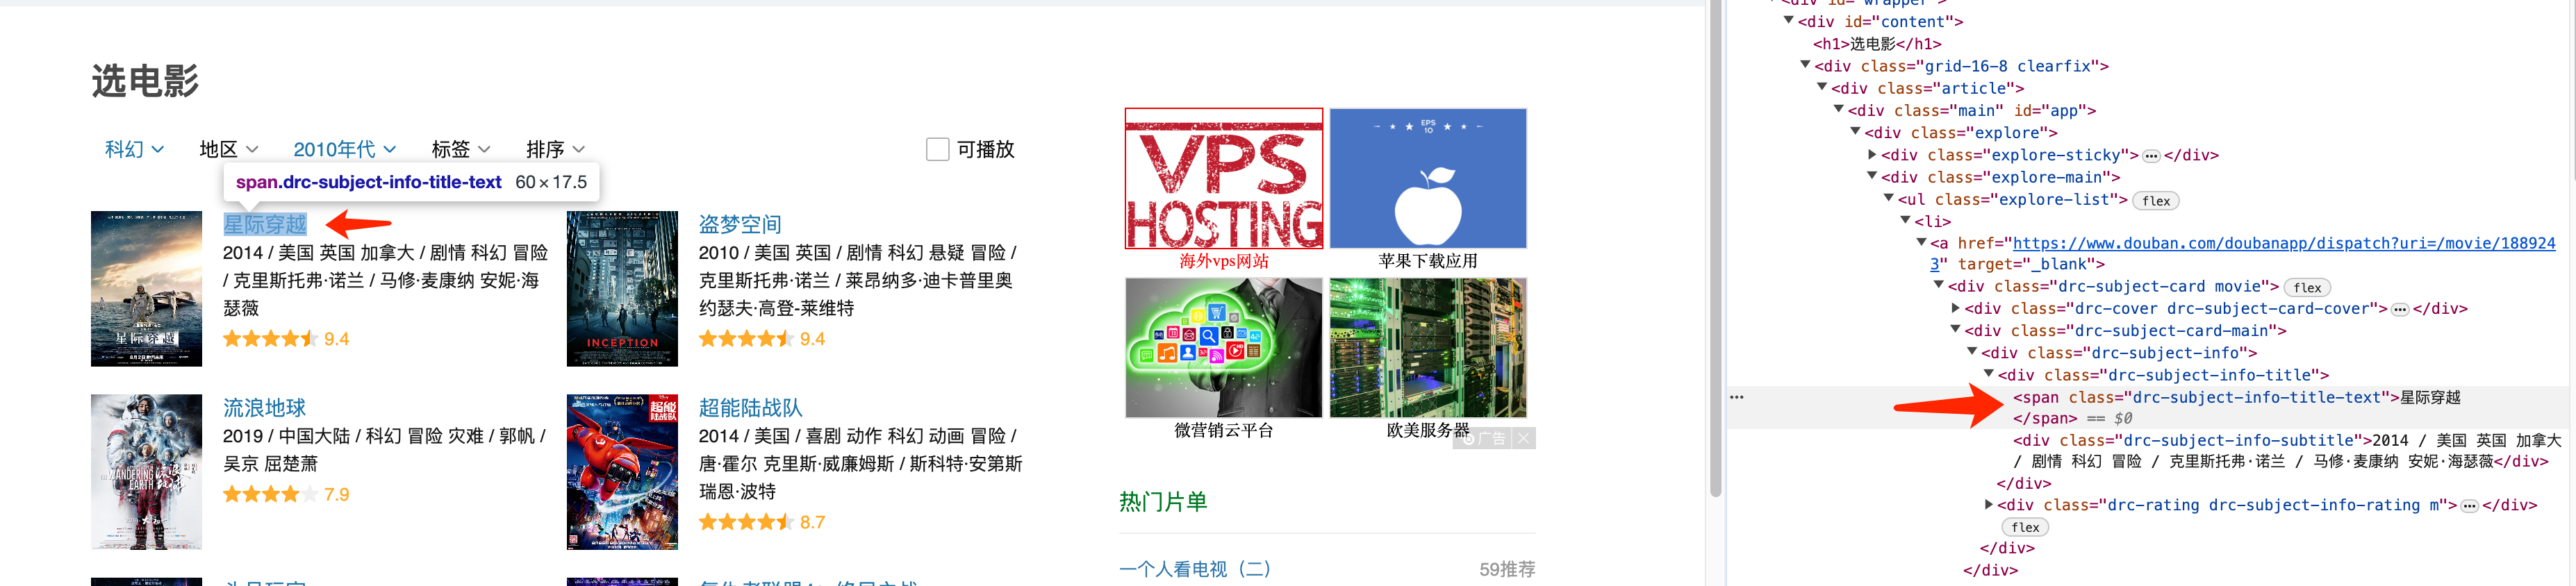 选电影
科幻 地区 2010年代 标签 排序 可播放
span.drc-subject-info-title-text 60×17.5
星际穿越
2014 / 美国 英国 加拿大 / 剧情 科幻 冒险
/ 克里斯托弗·诺兰 / 马修·麦康纳 安妮·海
瑟薇
9.4
盗梦空间
2010 / 美国 英国 / 剧情 科幻 悬疑 冒险 /
克里斯托弗·诺兰 / 莱昂纳多·迪卡普里奥
约瑟夫·高登-莱维特
9.4
星际穿越
INCEPTION
流浪地球
2019 / 中国大陆 / 科幻 冒险 灾难 / 郭帆 /
吴京 屈楚萧
7.9
超能陆战队
2014 / 美国 / 喜剧 动作 科幻 动画 冒险 /
唐·霍尔 克里斯·威廉姆斯 / 斯科特·安第斯
瑞恩·波特
8.7
THE WANDERING
EARTH
超能
陆战队
VPS
HOSTING
海外vps网站
EPS
10
苹果下载应用
微营销云平台
欧美服务器
广告
热门片单
一个人看电视（二） 59推荐
<div id="wrapper">
<div id="content">
<h1>选电影</h1>
<div class="grid-16-8 clearfix">
<div class="article">
<div class="main" id="app">
<div class="explore">
<div class="explore-sticky">…</div>
<div class="explore-main">
<ul class="explore-list"> flex
<li>
<a href="https://www.douban.com/doubanapp/dispatch?uri=/movie/188924
3" target="_blank">
<div class="drc-subject-card movie"> flex
<div class="drc-cover drc-subject-card-cover">…</div>
<div class="drc-subject-card-main">
<div class="drc-subject-info">
<div class="drc-subject-info-title">
… <span class="drc-subject-info-title-text">星际穿越
</span> == $0
<div class="drc-subject-info-subtitle">2014 / 美国 英国 加拿大
/ 剧情 科幻 冒险 / 克里斯托弗·诺兰 / 马修·麦康纳 安妮·海瑟薇</div>
</div>
<div class="drc-rating drc-subject-info-rating m">…</div>
flex
</div>
</div>